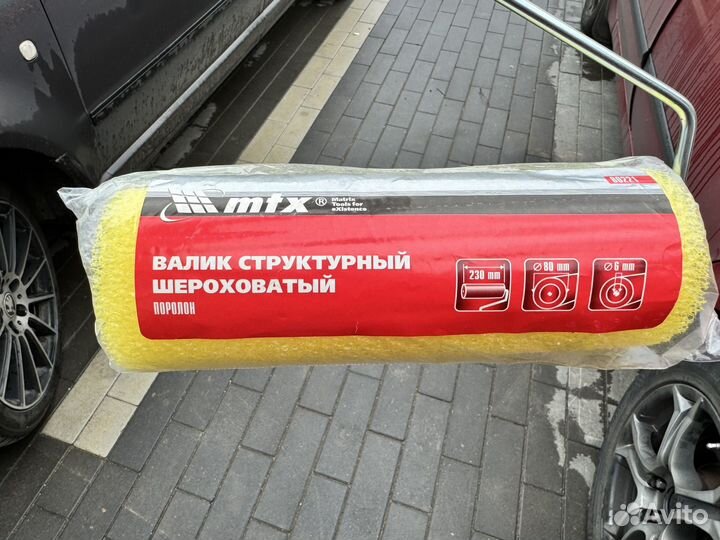 80221
mtx®
Matrix
Tools for
eXistence
ВАЛИК СТРУКТУРНЫЙ
ШЕРОХОВАТЫЙ
ПОРОЛОН
230 mm
Ø 80 mm
Ø 6 mm
Avito